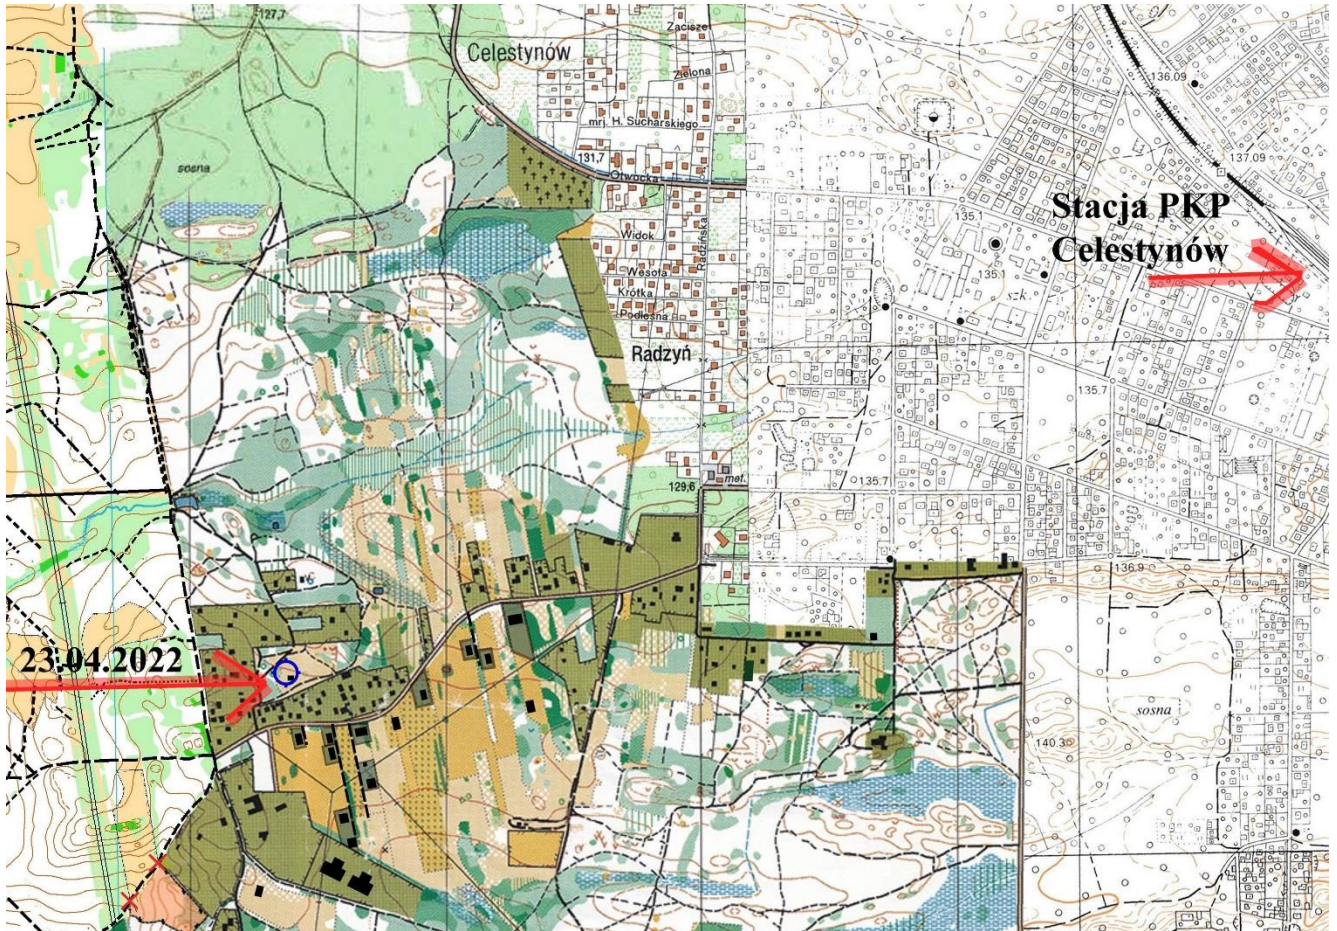 127,7
Celestynów
Zacisze
Zielona
136.09
mrj. H. Sucharskiego
137.09
131,7
Otwocka
sosna
135.1
Stacja PKP
Celestynów
Widok
Radzińska
Wesoła
135.1
Krótka
szk
Podleśna
Radzyń
135.7
129,6
met.
135.7
136.9
23.04.2022
sosna
140.3